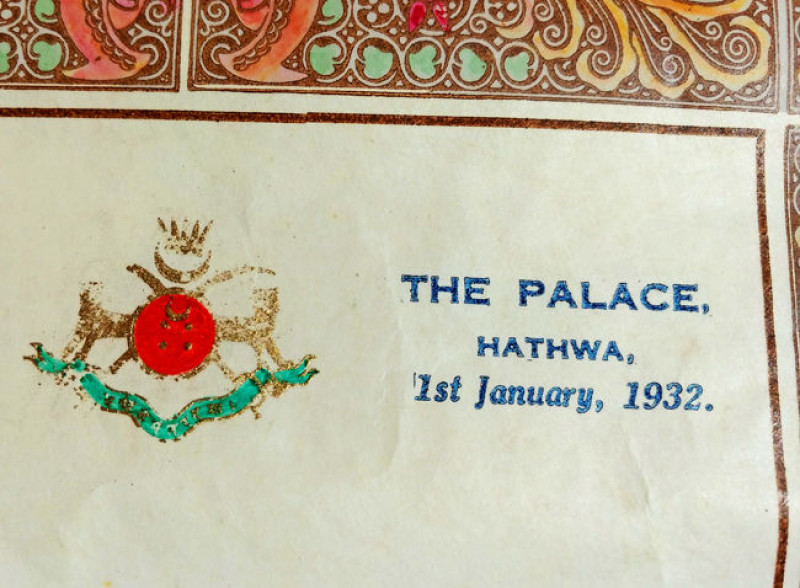 THE PALACE,
HATHWA,
1st January, 1932.